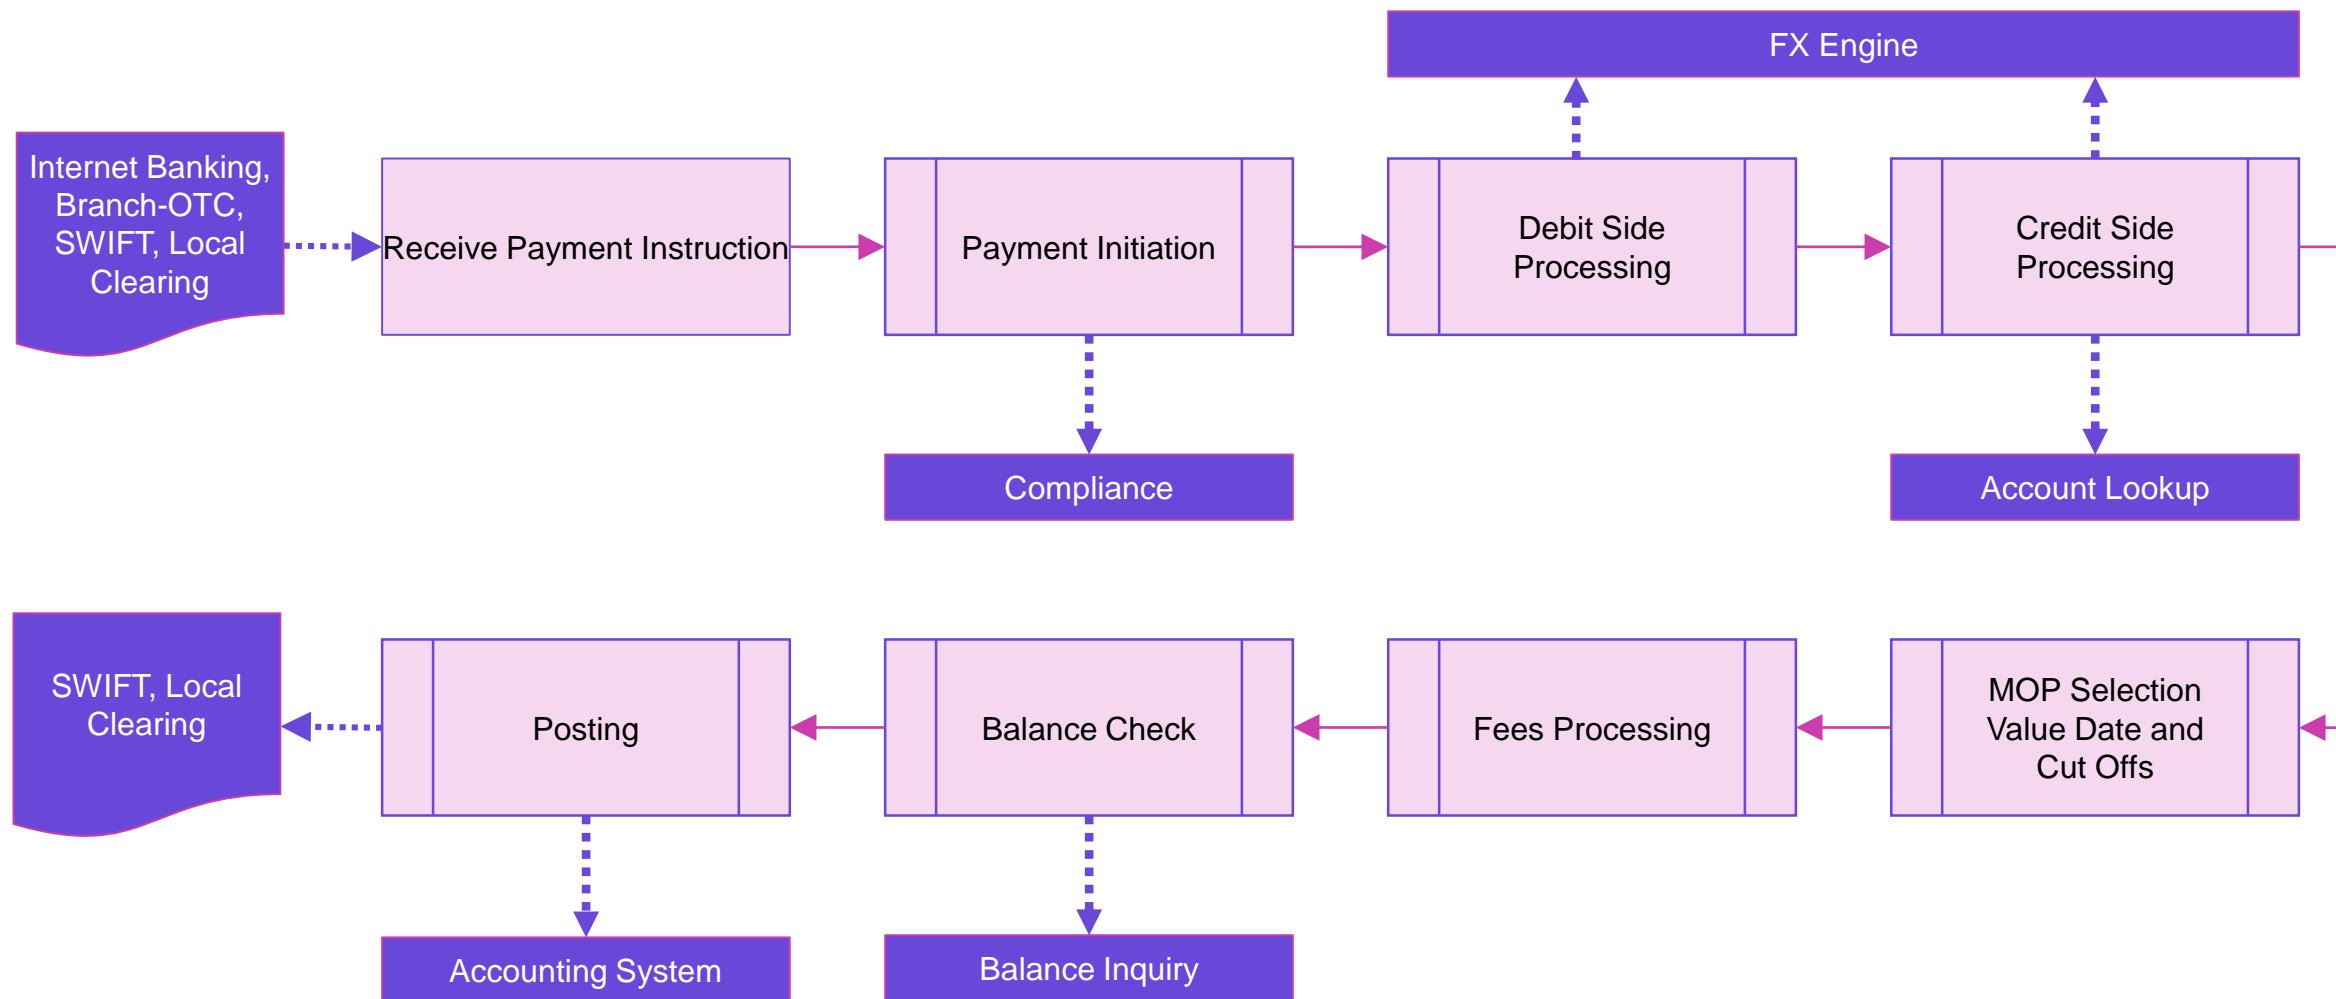 FX Engine
Internet Banking,
Branch-OTC,
SWIFT, Local
Clearing
Receive Payment Instruction
Payment Initiation
Debit Side
Processing
Credit Side
Processing
Compliance
Account Lookup
SWIFT, Local
Clearing
Posting
Balance Check
Fees Processing
MOP Selection
Value Date and
Cut Offs
Accounting System
Balance Inquiry